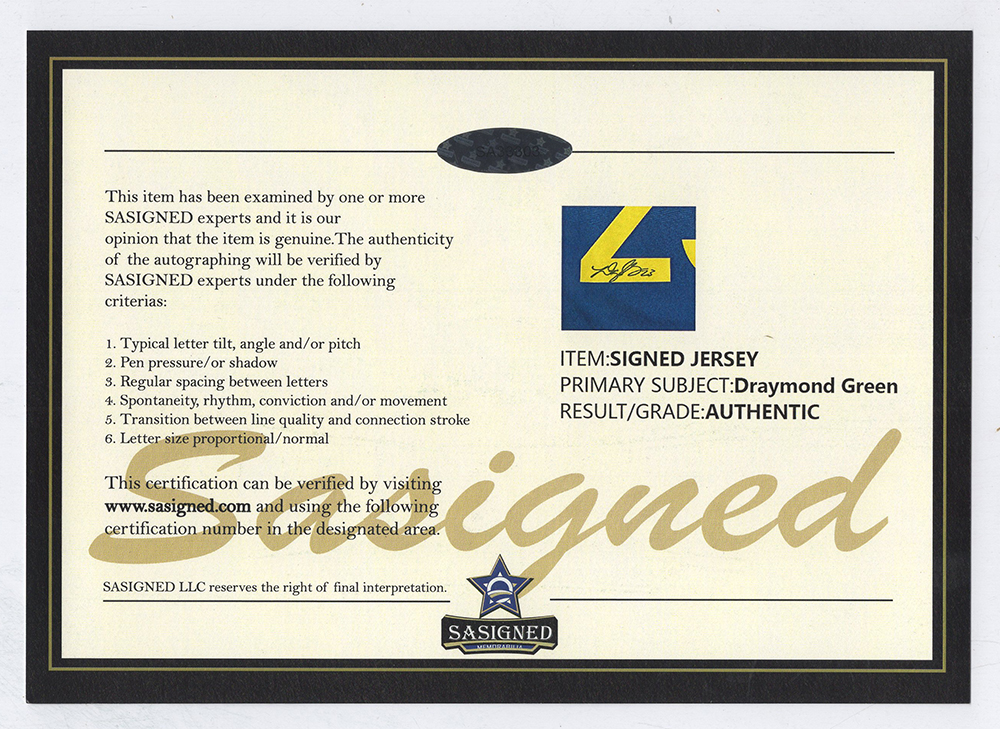 This item has been examined by one or more
SASIGNED experts and it is our
opinion that the item is genuine.The authenticity
of the autographing will be verified by
SASIGNED experts under the following
criterias:
1. Typical letter tilt, angle and/or pitch
2. Pen pressure/or shadow
3. Regular spacing between letters
4. Spontaneity, rhythm, conviction and/or movement
5. Transition between line quality and connection stroke
6. Letter size proportional/normal
This certification can be verified by visiting
www.sasigned.com and using the following
certification number in the designated area.
SASIGNED LLC reserves the right of final interpretation.
ITEM:SIGNED JERSEY
PRIMARY SUBJECT:Draymond Green
RESULT/GRADE:AUTHENTIC
Sasigned
SASIGNED
MEMORABILIA